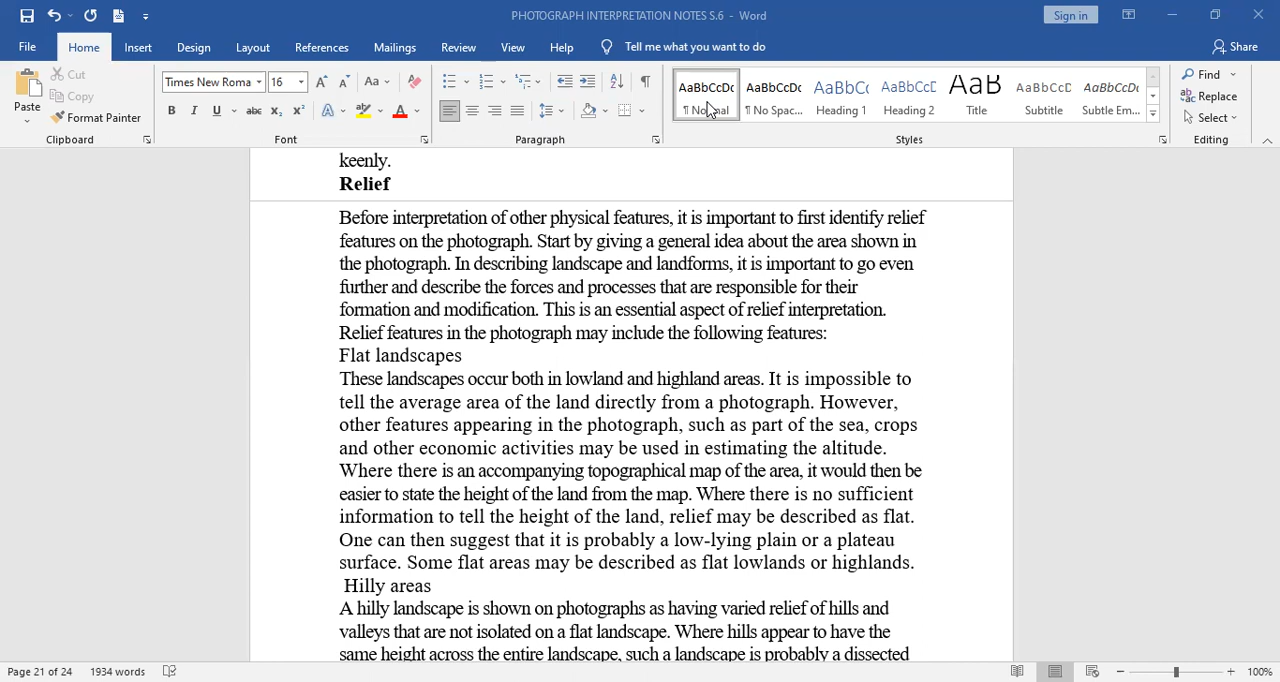 PHOTOGRAPH INTERPRETATION NOTES S.6 - Word
Sign in
File Home Insert Design Layout References Mailings Review View Help Tell me what you want to do Share
Paste
Cut
Copy
Format Painter
Clipboard
Times New Roma 16
Font
Paragraph
AaBbCcDc ¶ Normal
AaBbCcDc ¶ No Spac...
AaBbC Heading 1
AaBbCcD Heading 2
AaB Title
AaBbCcD Subtitle
AaBbCcDc Subtle Em...
Styles
Find
Replace
Select
Editing
keenly.
Relief
Before interpretation of other physical features, it is important to first identify relief
features on the photograph. Start by giving a general idea about the area shown in
the photograph. In describing landscape and landforms, it is important to go even
further and describe the forces and processes that are responsible for their
formation and modification. This is an essential aspect of relief interpretation.
Relief features in the photograph may include the following features:
Flat landscapes
These landscapes occur both in lowland and highland areas. It is impossible to
tell the average area of the land directly from a photograph. However,
other features appearing in the photograph, such as part of the sea, crops
and other economic activities may be used in estimating the altitude.
Where there is an accompanying topographical map of the area, it would then be
easier to state the height of the land from the map. Where there is no sufficient
information to tell the height of the land, relief may be described as flat.
One can then suggest that it is probably a low-lying plain or a plateau
surface. Some flat areas may be described as flat lowlands or highlands.
Hilly areas
A hilly landscape is shown on photographs as having varied relief of hills and
valleys that are not isolated on a flat landscape. Where hills appear to have the
same height across the entire landscape, such a landscape is probably a dissected
Page 21 of 24 1934 words 100%